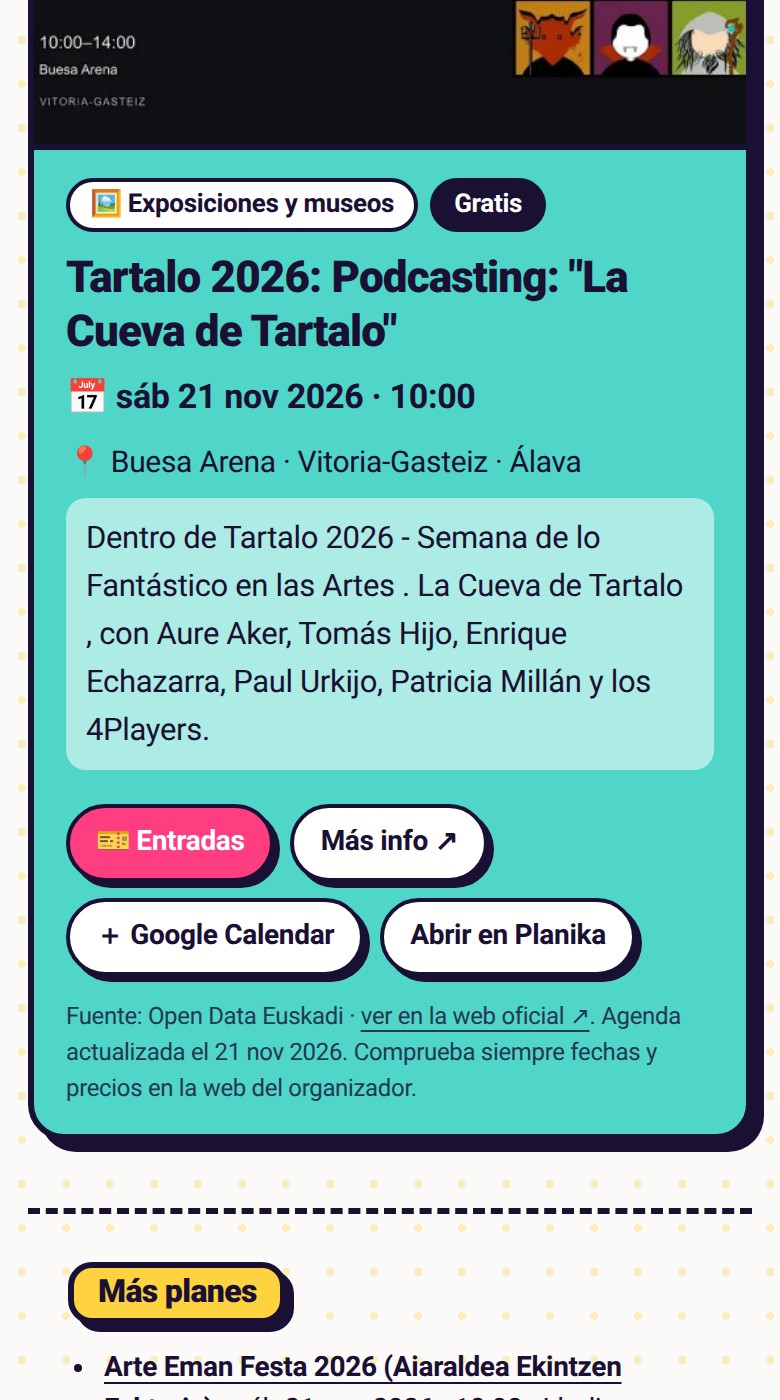 10:00–14:00
Buesa Arena
VITORIA-GASTEIZ
Exposiciones y museos
Gratis
Tartalo 2026: Podcasting: "La
Cueva de Tartalo"
July
17
sáb 21 nov 2026 · 10:00
Buesa Arena · Vitoria-Gasteiz · Álava
Dentro de Tartalo 2026 - Semana de lo
Fantástico en las Artes . La Cueva de Tartalo
, con Aure Aker, Tomás Hijo, Enrique
Echazarra, Paul Urkijo, Patricia Millán y los
4Players.
Entradas
Más info ↗
+ Google Calendar
Abrir en Planika
Fuente: Open Data Euskadi · ver en la web oficial ↗. Agenda
actualizada el 21 nov 2026. Comprueba siempre fechas y
precios en la web del organizador.
Más planes
• Arte Eman Festa 2026 (Aiaraldea Ekintzen